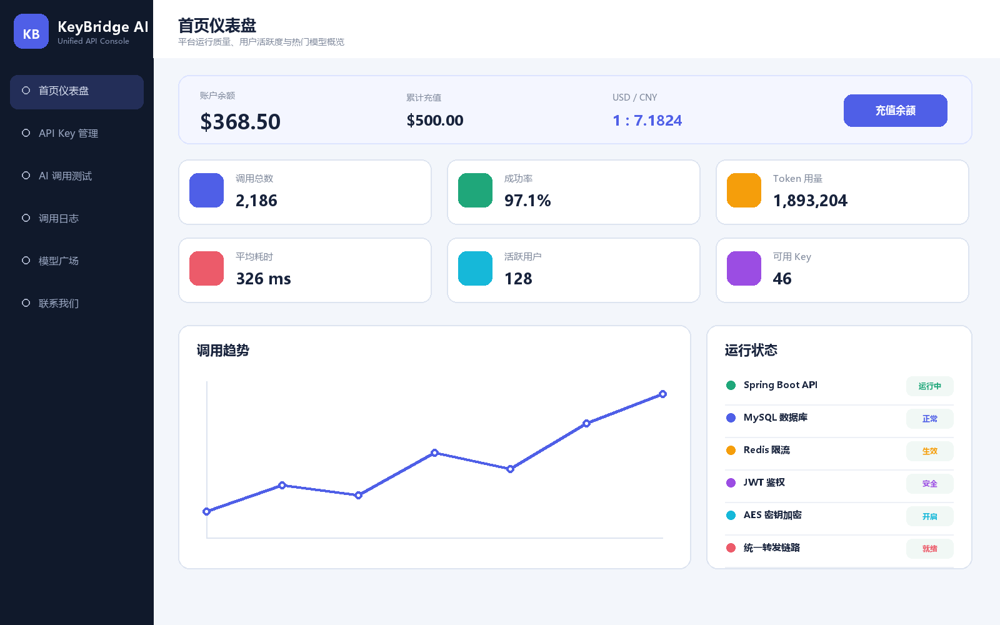 KB
KeyBridge AI
Unified API Console
首页仪表盘
API Key 管理
AI 调用测试
调用日志
模型广场
联系我们
首页仪表盘
平台运行质量、用户活跃度与热门模型概览
账户余额
$368.50
累计充值
$500.00
USD / CNY
1 : 7.1824
充值余额
调用总数
2,186
成功率
97.1%
Token 用量
1,893,204
平均耗时
326 ms
活跃用户
128
可用 Key
46
调用趋势
运行状态
Spring Boot API
运行中
MySQL 数据库
正常
Redis 限流
生效
JWT 鉴权
安全
AES 密钥加密
开启
统一转发链路
就绪